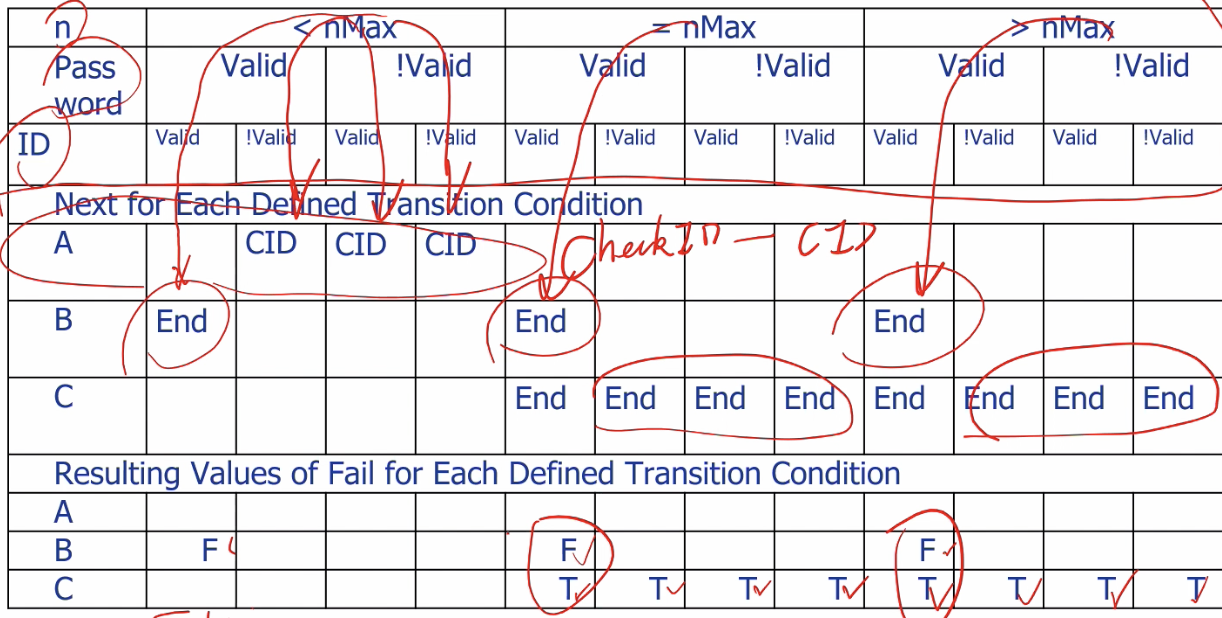 n < nMax = nMax > nMax
Pass word Valid !Valid Valid !Valid Valid !Valid
ID Valid !Valid Valid !Valid Valid !Valid Valid !Valid Valid !Valid Valid !Valid
Next for Each Defined Transition Condition
A CID CID CID CheckID — CID
B End End End
C End End End End End End End End
Resulting Values of Fail for Each Defined Transition Condition
A
B F F F
C T T T T T T T T